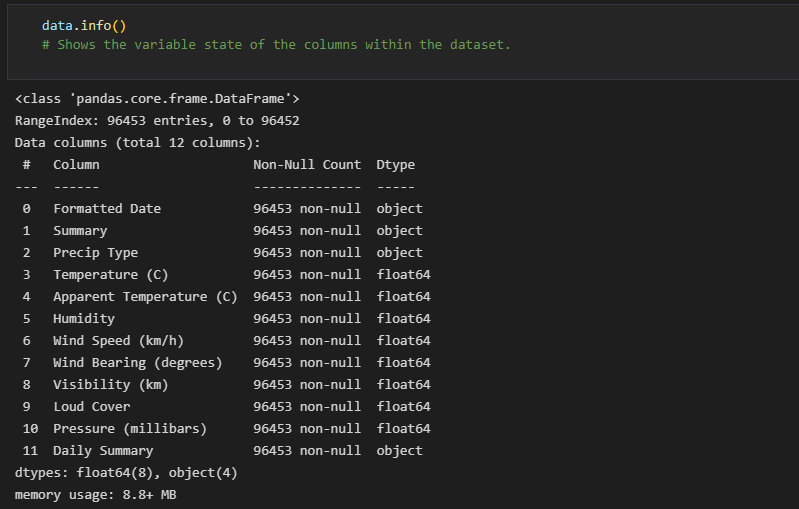 data.info()
# Shows the variable state of the columns within the dataset.
<class 'pandas.core.frame.DataFrame'>
RangeIndex: 96453 entries, 0 to 96452
Data columns (total 12 columns):
 #   Column                    Non-Null Count  Dtype
---  ------                    --------------  -----
 0   Formatted Date            96453 non-null  object
 1   Summary                   96453 non-null  object
 2   Precip Type               96453 non-null  object
 3   Temperature (C)           96453 non-null  float64
 4   Apparent Temperature (C)  96453 non-null  float64
 5   Humidity                  96453 non-null  float64
 6   Wind Speed (km/h)         96453 non-null  float64
 7   Wind Bearing (degrees)    96453 non-null  float64
 8   Visibility (km)           96453 non-null  float64
 9   Loud Cover                96453 non-null  float64
 10  Pressure (millibars)      96453 non-null  float64
 11  Daily Summary             96453 non-null  object
dtypes: float64(8), object(4)
memory usage: 8.8+ MB